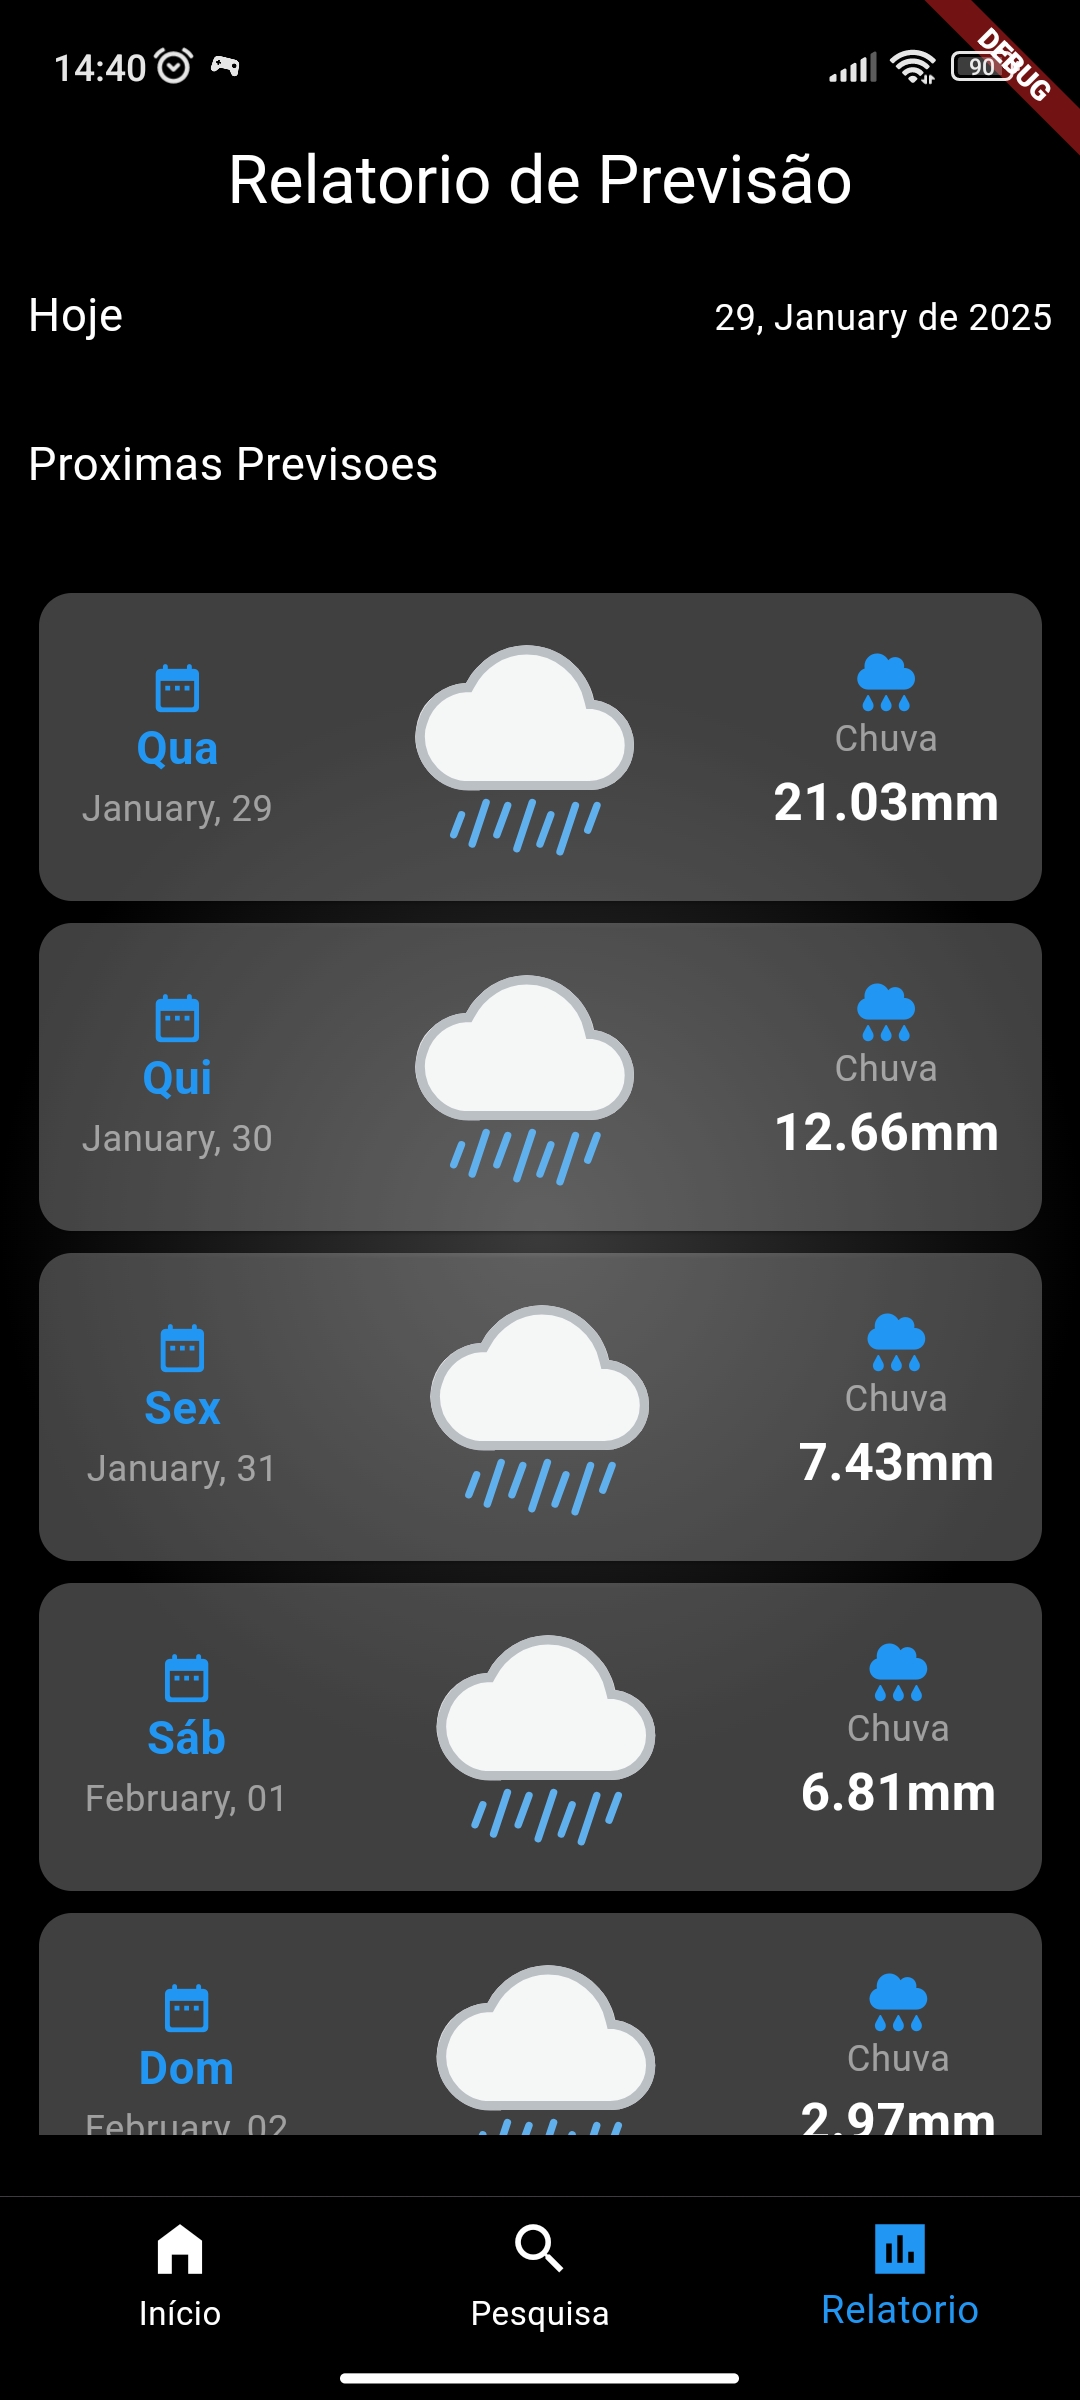 14:40
90
DEBUG
Relatorio de Previsão
Hoje
29, January de 2025
Proximas Previsoes
Qua
January, 29
Chuva
21.03mm
Qui
January, 30
Chuva
12.66mm
Sex
January, 31
Chuva
7.43mm
Sáb
February, 01
Chuva
6.81mm
Dom
February, 02
Chuva
2.97mm
Início
Pesquisa
Relatorio